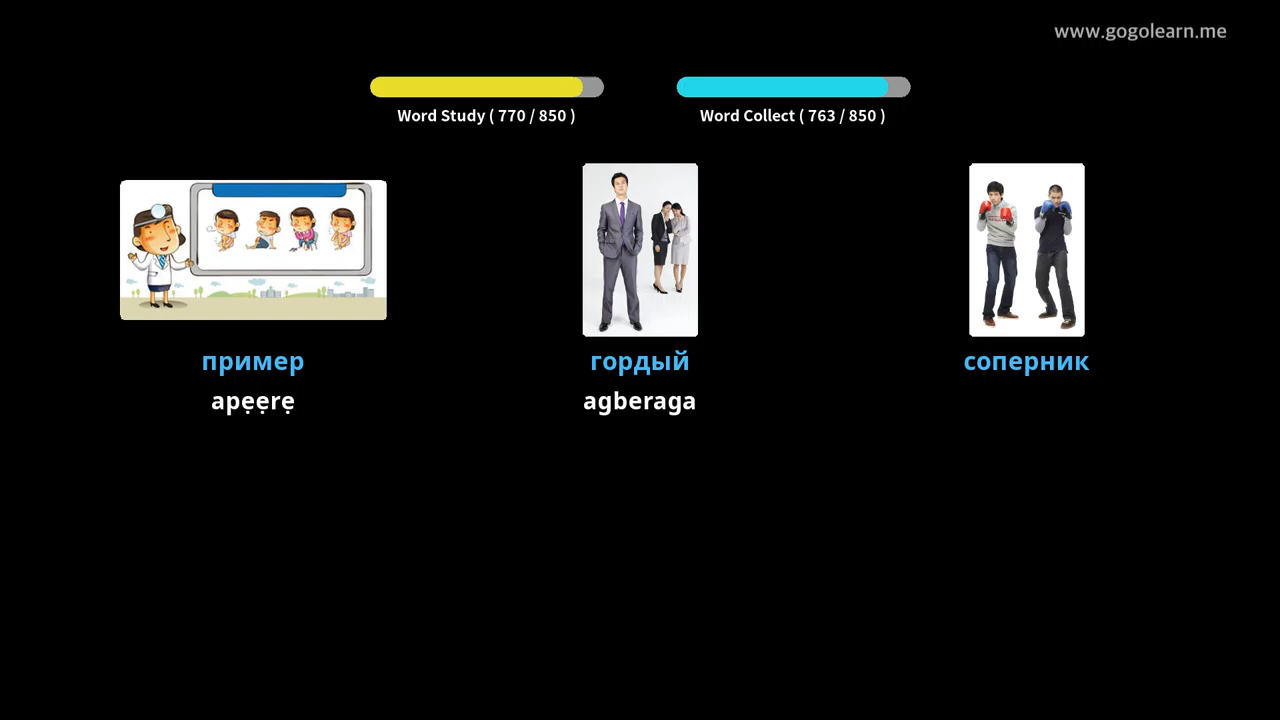 www.gogolearn.me
Word Study ( 770 / 850 )
Word Collect ( 763 / 850 )
пример
гордый
соперник
apẹẹrẹ
agberaga